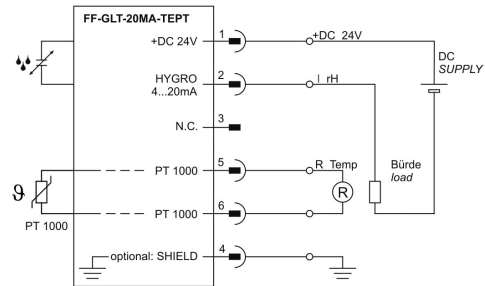 FF-GLT-20MA-TEPT
+DC 24V 1 +DC 24V
DC
SUPPLY
HYGRO 2 I rH
4...20mA
N.C. 3
PT 1000 5 R Temp
Bürde
load
R
ϑ
PT 1000 6
PT 1000
optional: SHIELD 4